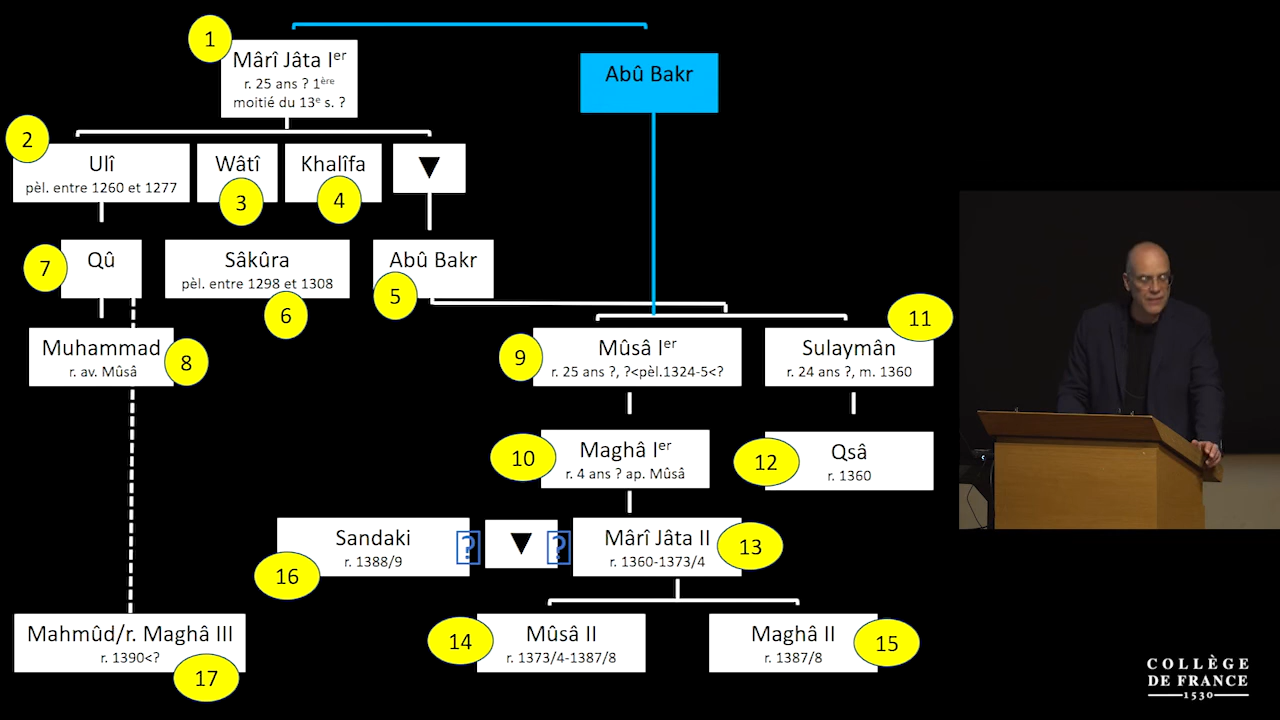 1
Mârî Jâta Iᵉʳ
r. 25 ans ? 1ᵉʳᵉ
moitié du 13ᵉ s. ?
Abû Bakr
2
Ulî
pèl. entre 1260 et 1277
Wâtî
3
Khalîfa
4
▼
7
Qû
Sâkûra
pèl. entre 1298 et 1308
6
Abû Bakr
5
Muhammad
r. av. Mûsâ
8
9
Mûsâ Iᵉʳ
r. 25 ans ?, ?<pèl.1324-5<?
11
Sulaymân
r. 24 ans ?, m. 1360
10
Maghâ Iᵉʳ
r. 4 ans ? ap. Mûsâ
12
Qsâ
r. 1360
Sandaki
r. 1388/9
16
?
▼
?
Mârî Jâta II
r. 1360-1373/4
13
Mahmûd/r. Maghâ III
r. 1390<?
17
14
Mûsâ II
r. 1373/4-1387/8
Maghâ II
r. 1387/8
15
COLLÈGE
DE FRANCE
1530